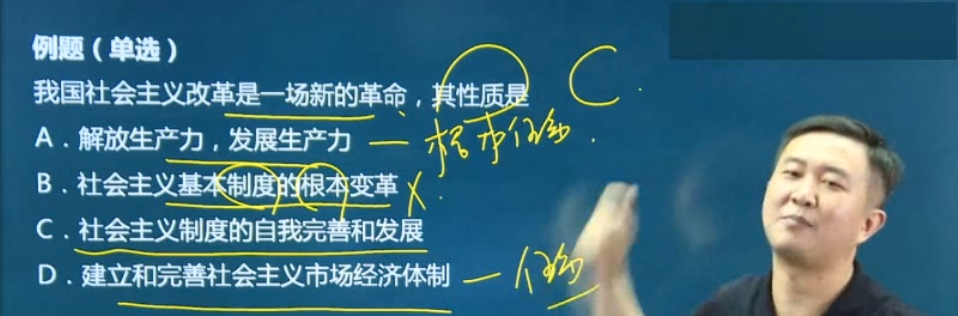 例题（单选）
我国社会主义改革是一场新的革命，其性质是 C.
A．解放生产力，发展生产力 — 根本任务.
B．社会主义基本制度的根本变革 X.
C．社会主义制度的自我完善和发展
D．建立和完善社会主义市场经济体制 — 任务